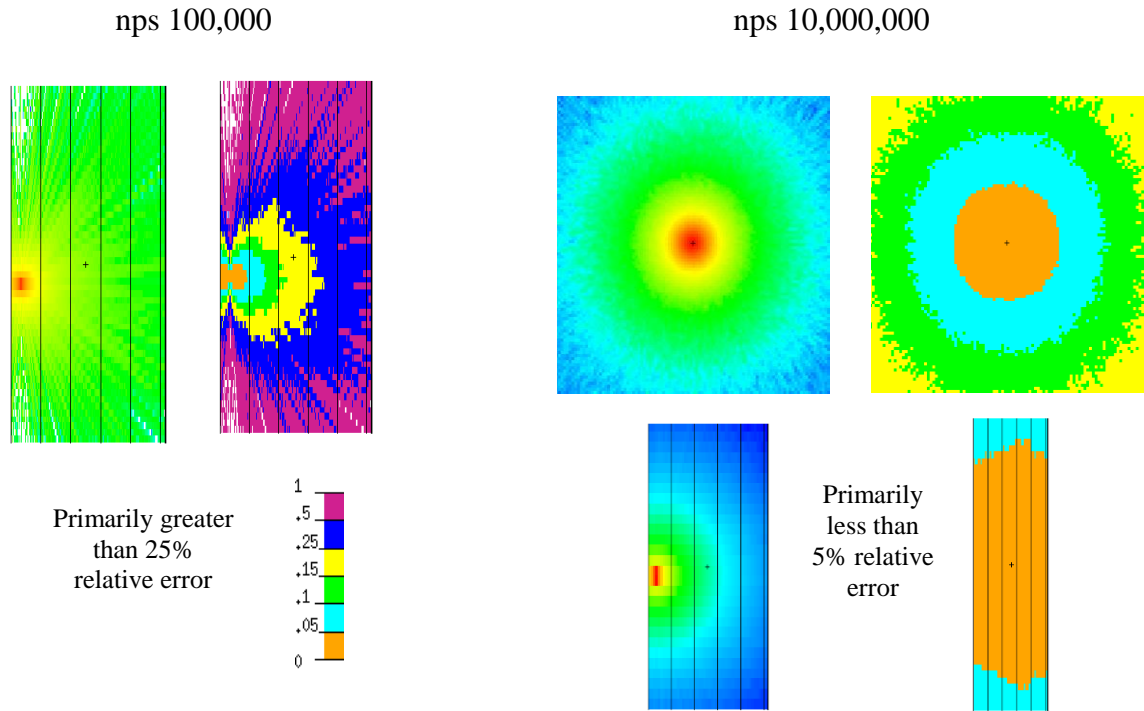 nps 100,000
nps 10,000,000
Primarily greater
than 25%
relative error
1
.5
.25
.15
.1
.05
0
Primarily
less than
5% relative
error